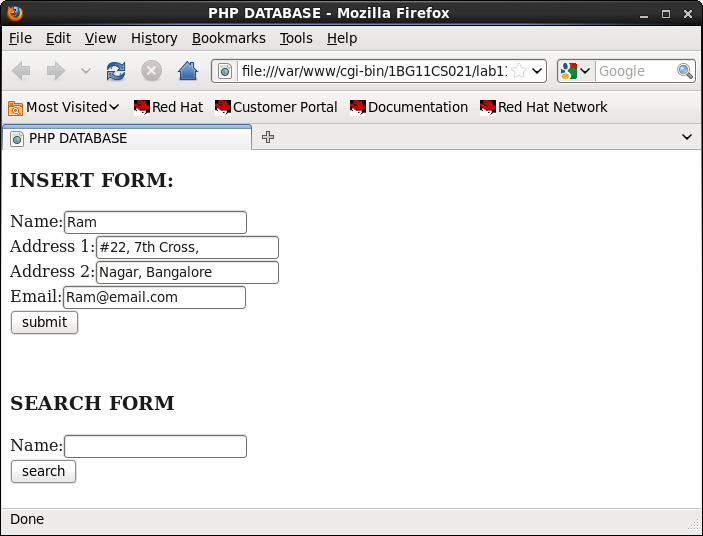 PHP DATABASE - Mozilla Firefox
File Edit View History Bookmarks Tools Help
file:///var/www/cgi-bin/1BG11CS021/lab1 Google
Most Visited Red Hat Customer Portal Documentation Red Hat Network
PHP DATABASE
INSERT FORM:
Name: Ram
Address 1: #22, 7th Cross,
Address 2: Nagar, Bangalore
Email: Ram@email.com
submit
SEARCH FORM
Name:
search
Done